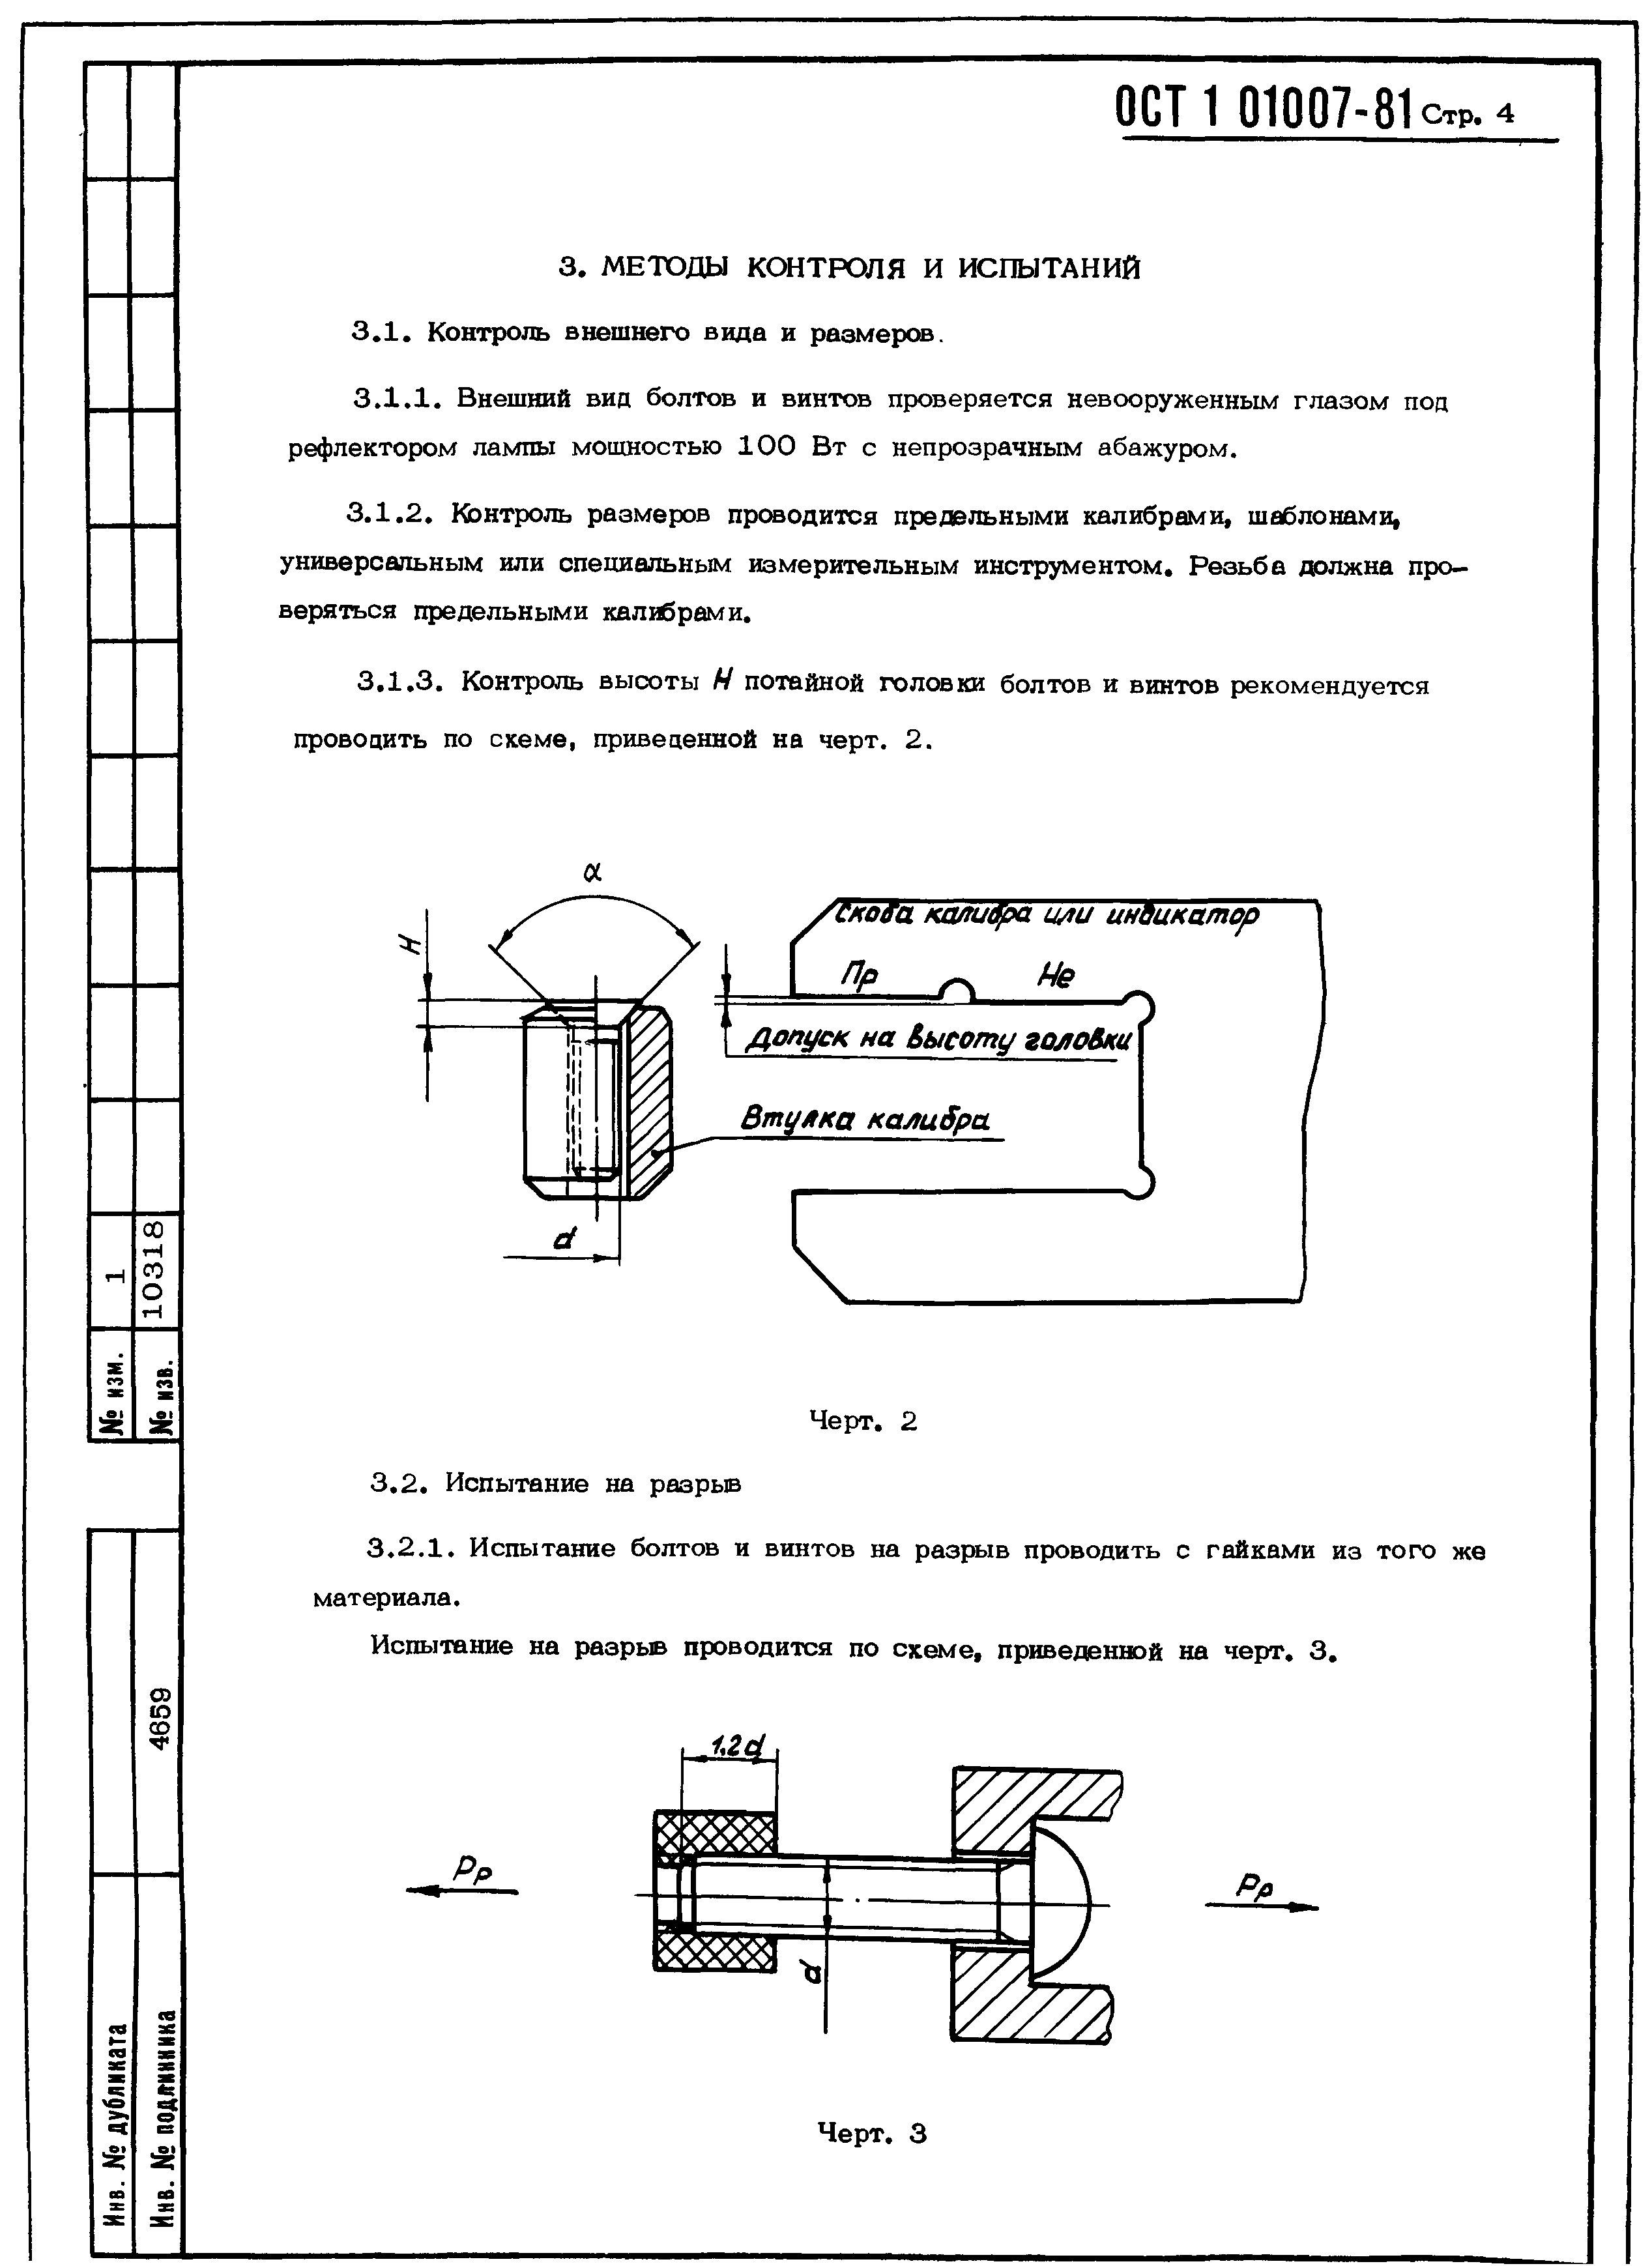 ОСТ 1 01007-81 Стр. 4
3. МЕТОДЫ КОНТРОЛЯ И ИСПЫТАНИЙ
3.1. Контроль внешнего вида и размеров.
3.1.1. Внешний вид болтов и винтов проверяется невооруженным глазом под
рефлектором лампы мощностью 100 Вт с непрозрачным абажуром.
3.1.2. Контроль размеров проводится предельными калибрами, шаблонами,
универсальным или специальным измерительным инструментом. Резьба должна про-
веряться предельными калибрами.
3.1.3. Контроль высоты H потайной головки болтов и винтов рекомендуется
проводить по схеме, приведенной на черт. 2.
α
H
Скоба калибра или индикатор
Пр
Не
Допуск на высоту головки
Втулка калибра
d
Черт. 2
3.2. Испытание на разрыв
3.2.1. Испытание болтов и винтов на разрыв проводить с гайками из того же
материала.
Испытание на разрыв проводится по схеме, приведенной на черт. 3.
1,2d
Pр
Pр
d
Черт. 3
№ изм.
1
№ изв.
10318
Инв. № дубликата
Инв. № подлинника
4659